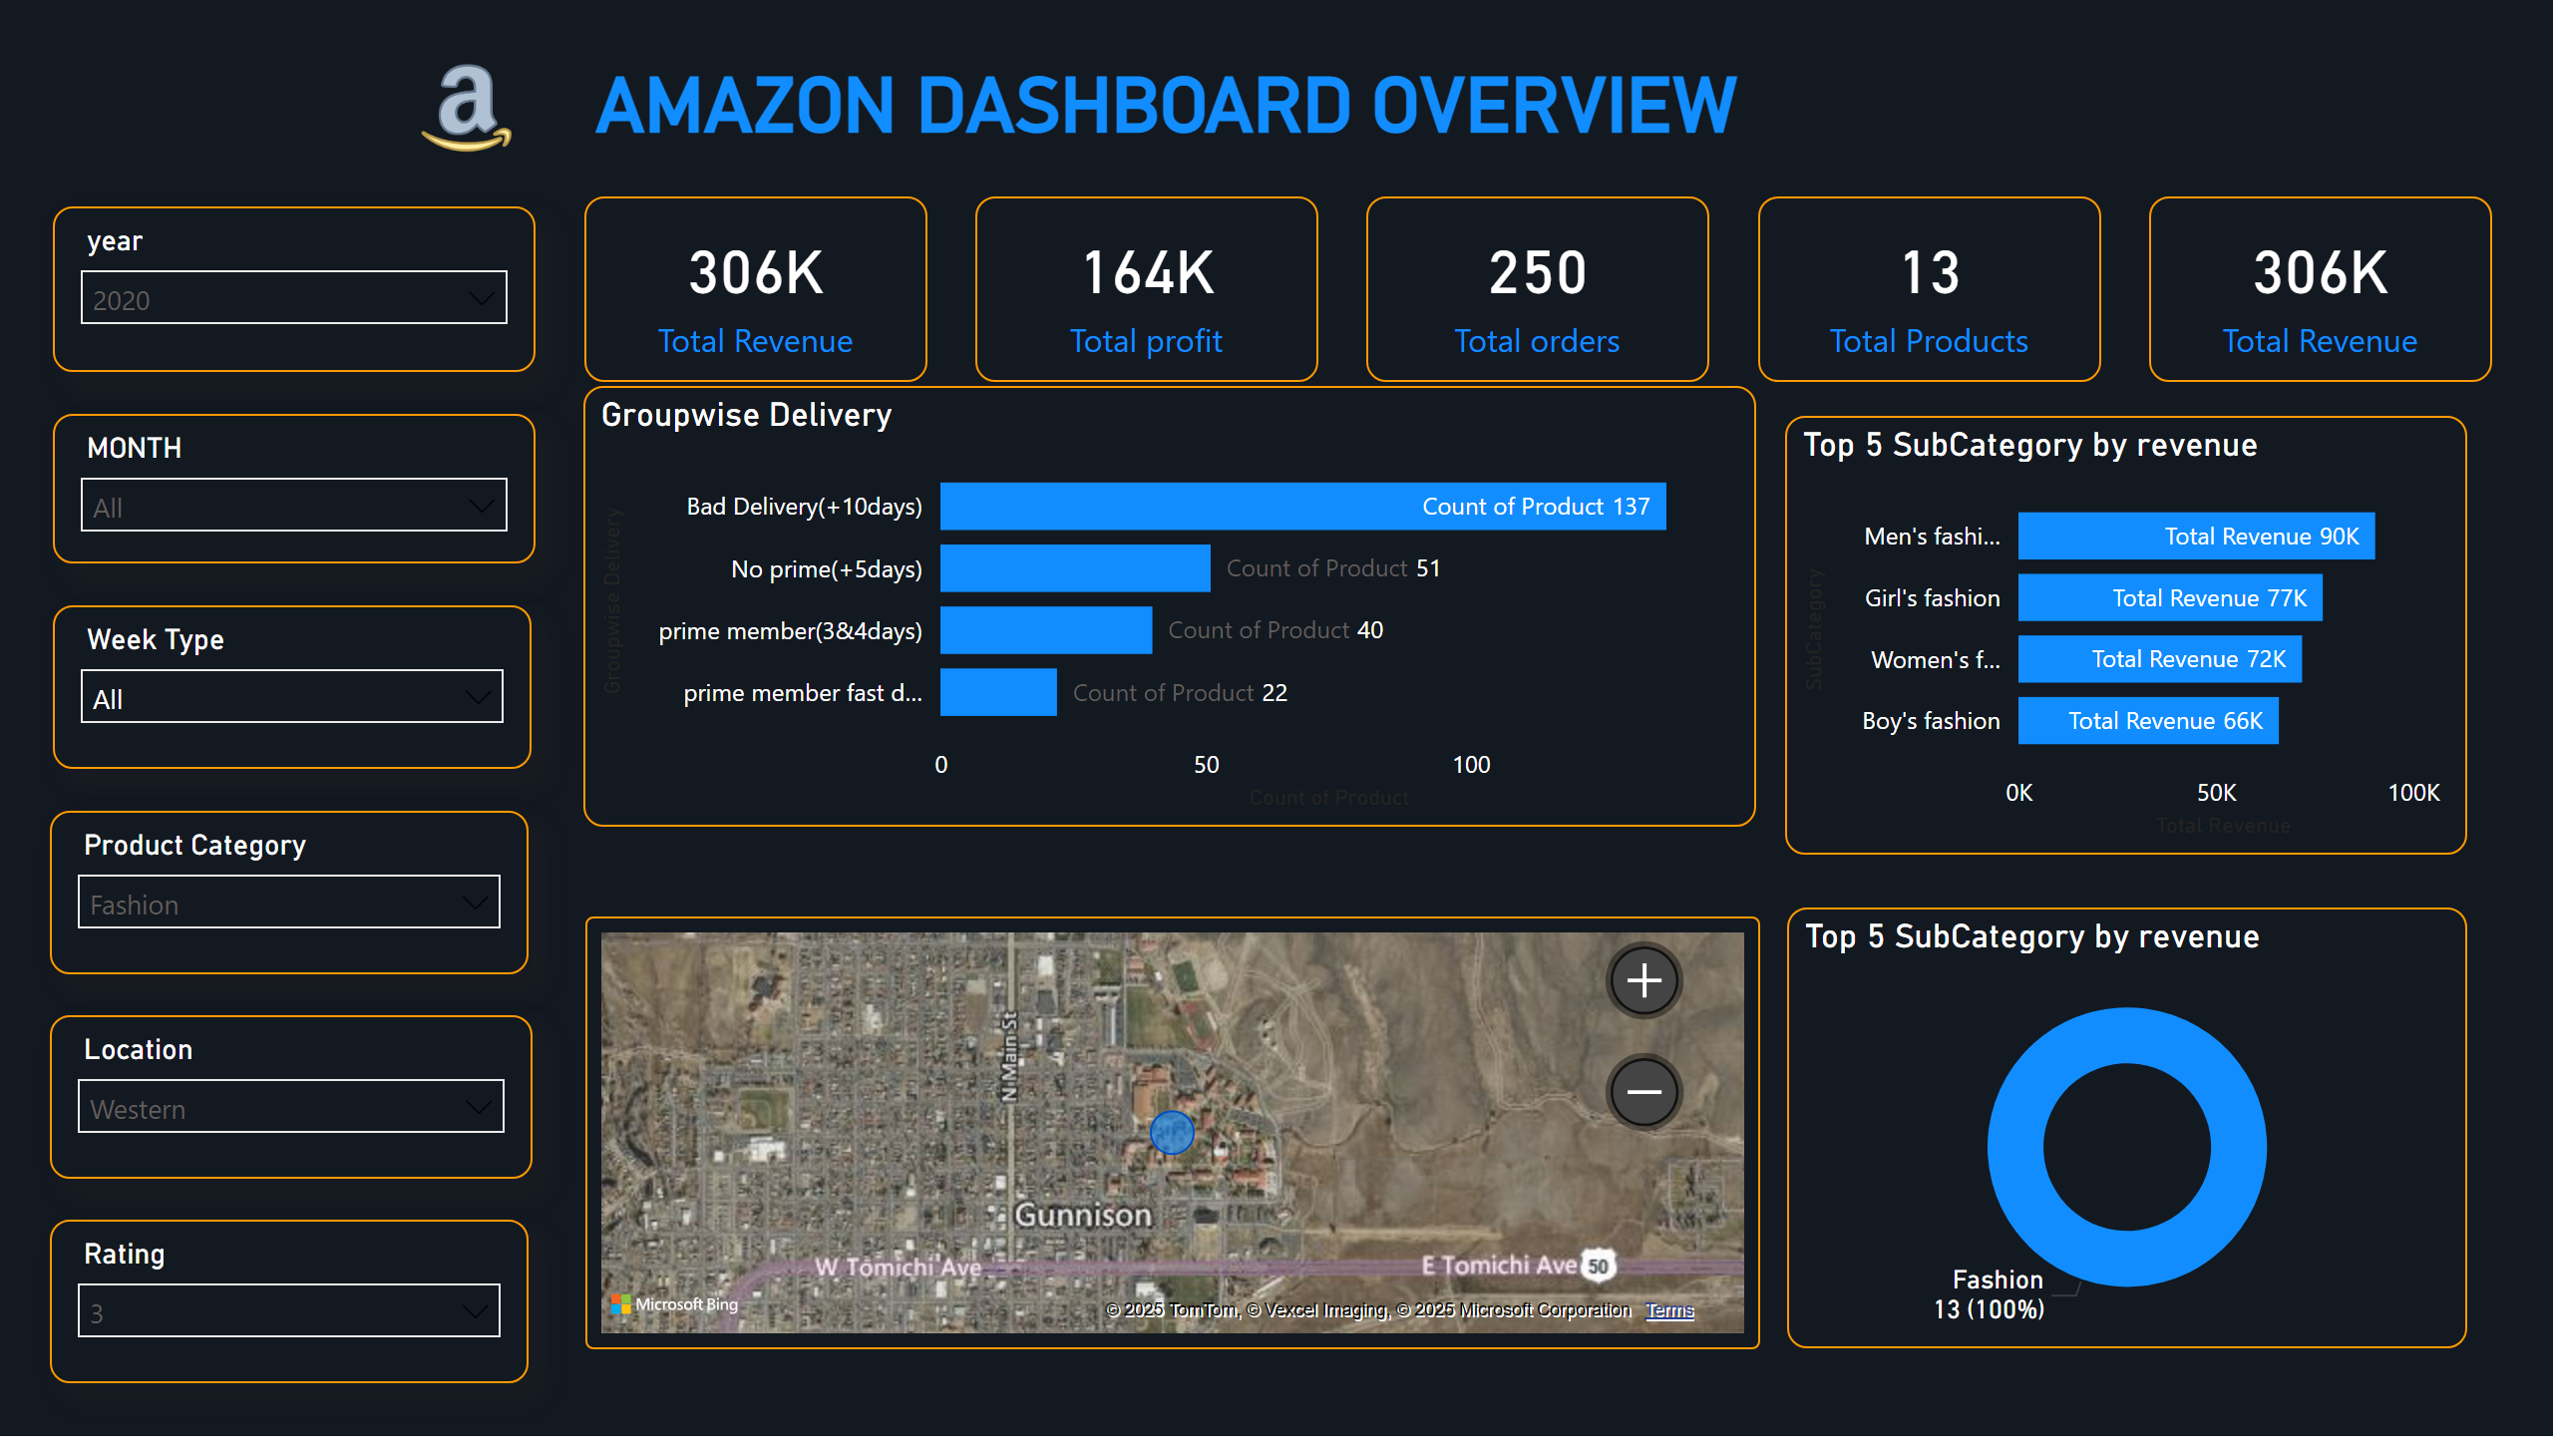 AMAZON DASHBOARD OVERVIEW
year
2020
MONTH
All
Week Type
All
Product Category
Fashion
Location
Western
Rating
3
306K
Total Revenue
164K
Total profit
250
Total orders
13
Total Products
306K
Total Revenue
Groupwise Delivery
Groupwise Delivery
Bad Delivery(+10days)
Count of Product 137
No prime(+5days)
Count of Product 51
prime member(3&4days)
Count of Product 40
prime member fast d...
Count of Product 22
0 50 100
Count of Product
Top 5 SubCategory by revenue
SubCategory
Men's fashi...
Total Revenue 90K
Girl's fashion
Total Revenue 77K
Women's f...
Total Revenue 72K
Boy's fashion
Total Revenue 66K
0K 50K 100K
Total Revenue
N Main St
Gunnison
W Tomichi Ave
E Tomichi Ave 50
Microsoft Bing
© 2025 TomTom, © Vexcel Imaging, © 2025 Microsoft Corporation Terms
Top 5 SubCategory by revenue
Fashion
13 (100%)